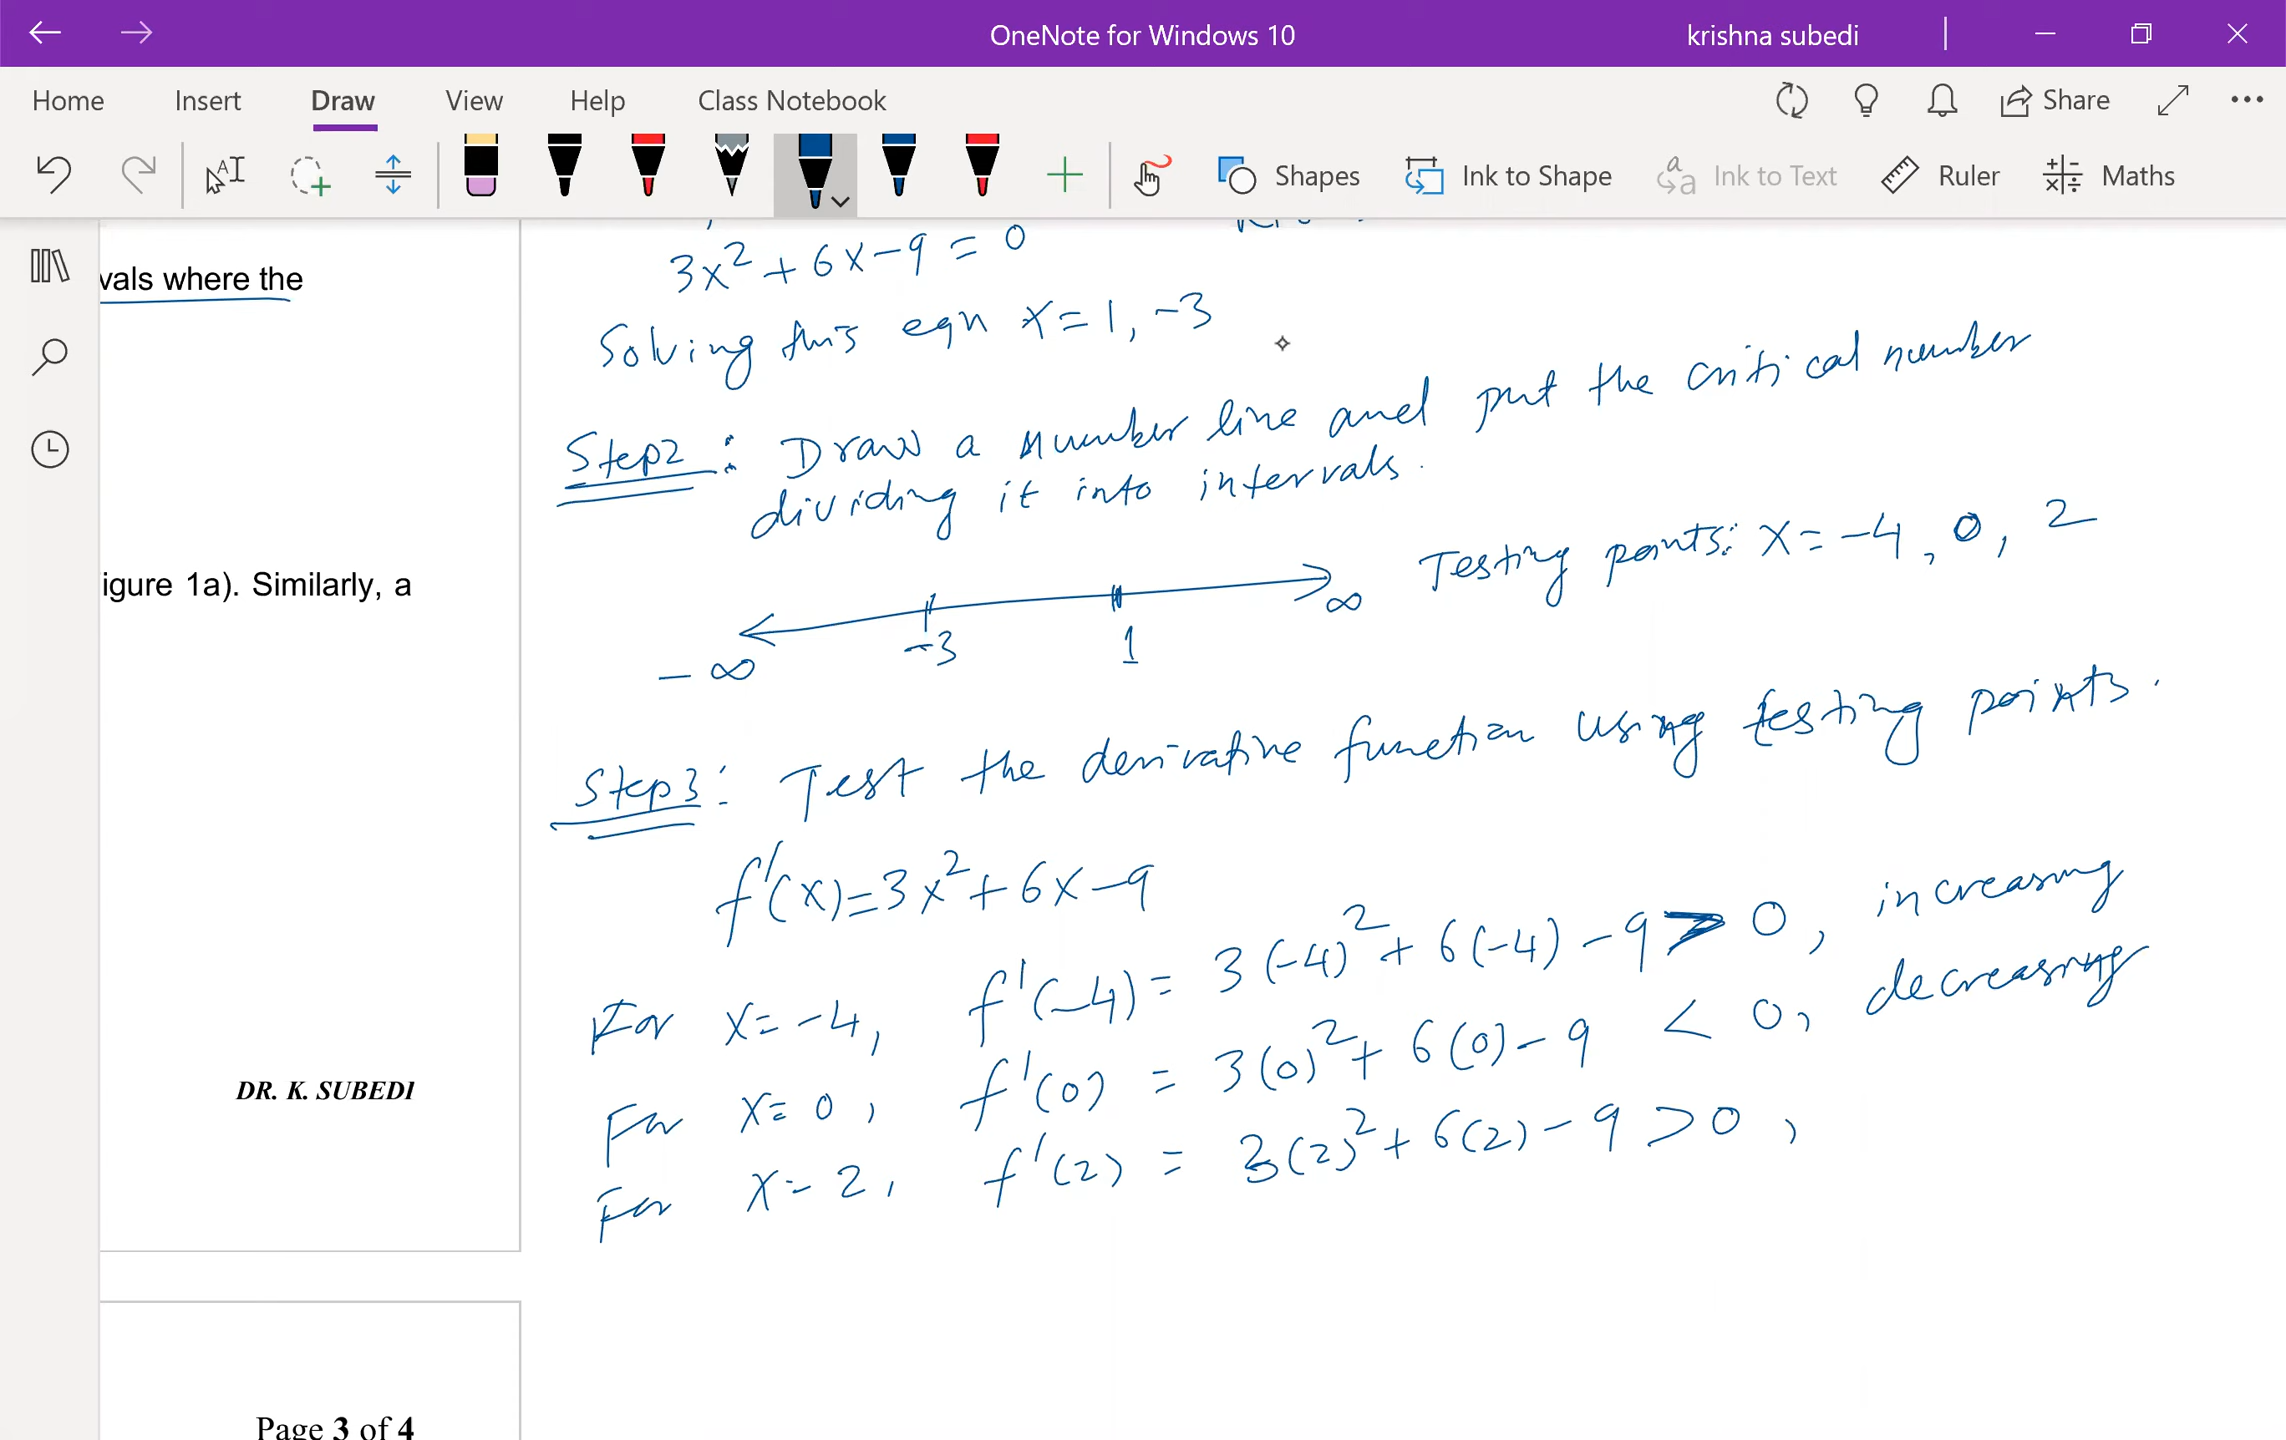 OneNote for Windows 10
krishna subedi
Home Insert Draw View Help Class Notebook Share
Shapes Ink to Shape Ink to Text Ruler Maths
vals where the
igure 1a). Similarly, a
DR. K. SUBEDI
Page 3 of 4
3x² + 6x - 9 = 0
Solving this eqn x = 1, -3
Step2: Draw a number line and put the critical number
dividing it into intervals.
Testing points: x = -4, 0, 2
-∞ -3 1 ∞
Step3: Test the derivative function using testing points.
f'(x) = 3x² + 6x - 9
For x = -4, f'(-4) = 3(-4)² + 6(-4) - 9 > 0, increasing
For x = 0, f'(0) = 3(0)² + 6(0) - 9 < 0, decreasing
For x = 2, f'(2) = 3(2)² + 6(2) - 9 > 0,